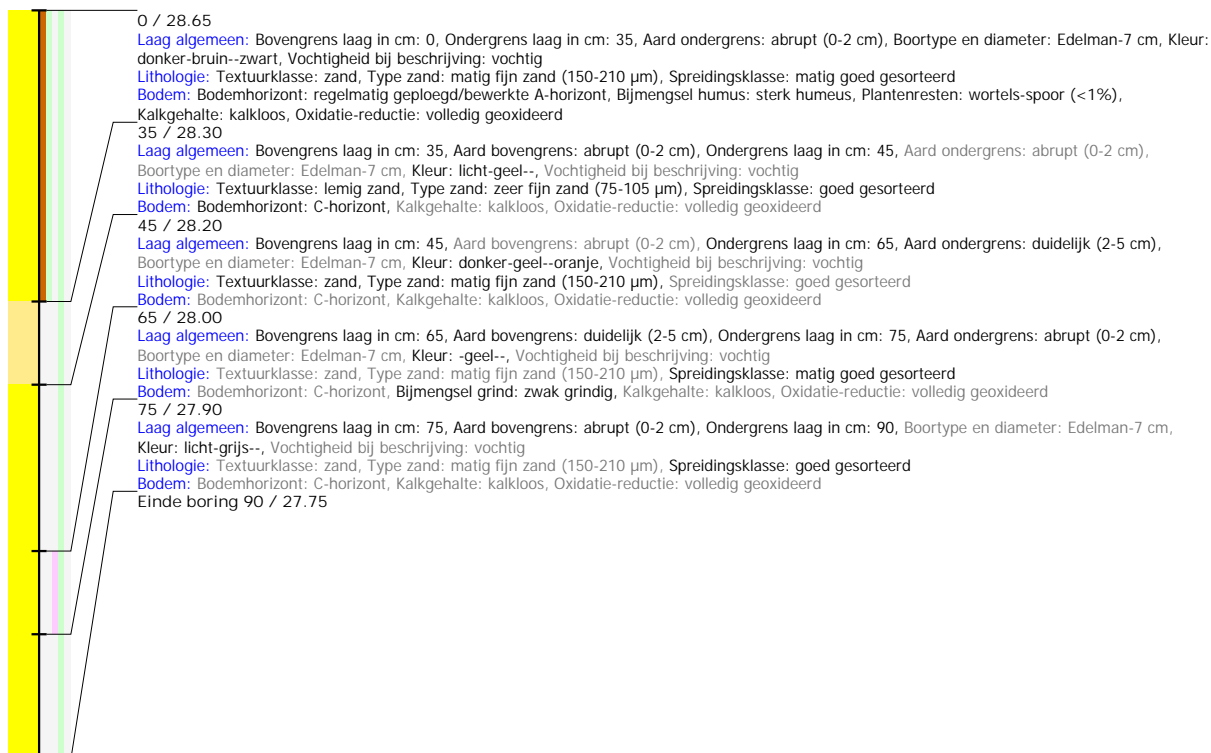 0 / 28.65
Laag algemeen: Bovengrens laag in cm: 0, Ondergrens laag in cm: 35, Aard ondergrens: abrupt (0-2 cm), Boortype en diameter: Edelman-7 cm, Kleur:
donker-bruin--zwart, Vochtigheid bij beschrijving: vochtig
Lithologie: Textuurklasse: zand, Type zand: matig fijn zand (150-210 µm), Spreidingsklasse: matig goed gesorteerd
Bodem: Bodemhorizont: regelmatig geploegd/bewerkte A-horizont, Bijmengsel humus: sterk humeus, Plantenresten: wortels-spoor (<1%),
Kalkgehalte: kalkloos, Oxidatie-reductie: volledig geoxideerd
35 / 28.30
Laag algemeen: Bovengrens laag in cm: 35, Aard bovengrens: abrupt (0-2 cm), Ondergrens laag in cm: 45, Aard ondergrens: abrupt (0-2 cm),
Boortype en diameter: Edelman-7 cm, Kleur: licht-geel--, Vochtigheid bij beschrijving: vochtig
Lithologie: Textuurklasse: lemig zand, Type zand: zeer fijn zand (75-105 µm), Spreidingsklasse: goed gesorteerd
Bodem: Bodemhorizont: C-horizont, Kalkgehalte: kalkloos, Oxidatie-reductie: volledig geoxideerd
45 / 28.20
Laag algemeen: Bovengrens laag in cm: 45, Aard bovengrens: abrupt (0-2 cm), Ondergrens laag in cm: 65, Aard ondergrens: duidelijk (2-5 cm),
Boortype en diameter: Edelman-7 cm, Kleur: donker-geel--oranje, Vochtigheid bij beschrijving: vochtig
Lithologie: Textuurklasse: zand, Type zand: matig fijn zand (150-210 µm), Spreidingsklasse: goed gesorteerd
Bodem: Bodemhorizont: C-horizont, Kalkgehalte: kalkloos, Oxidatie-reductie: volledig geoxideerd
65 / 28.00
Laag algemeen: Bovengrens laag in cm: 65, Aard bovengrens: duidelijk (2-5 cm), Ondergrens laag in cm: 75, Aard ondergrens: abrupt (0-2 cm),
Boortype en diameter: Edelman-7 cm, Kleur: -geel--, Vochtigheid bij beschrijving: vochtig
Lithologie: Textuurklasse: zand, Type zand: matig fijn zand (150-210 µm), Spreidingsklasse: matig goed gesorteerd
Bodem: Bodemhorizont: C-horizont, Bijmengsel grind: zwak grindig, Kalkgehalte: kalkloos, Oxidatie-reductie: volledig geoxideerd
75 / 27.90
Laag algemeen: Bovengrens laag in cm: 75, Aard bovengrens: abrupt (0-2 cm), Ondergrens laag in cm: 90, Boortype en diameter: Edelman-7 cm,
Kleur: licht-grijs--, Vochtigheid bij beschrijving: vochtig
Lithologie: Textuurklasse: zand, Type zand: matig fijn zand (150-210 µm), Spreidingsklasse: goed gesorteerd
Bodem: Bodemhorizont: C-horizont, Kalkgehalte: kalkloos, Oxidatie-reductie: volledig geoxideerd
Einde boring 90 / 27.75